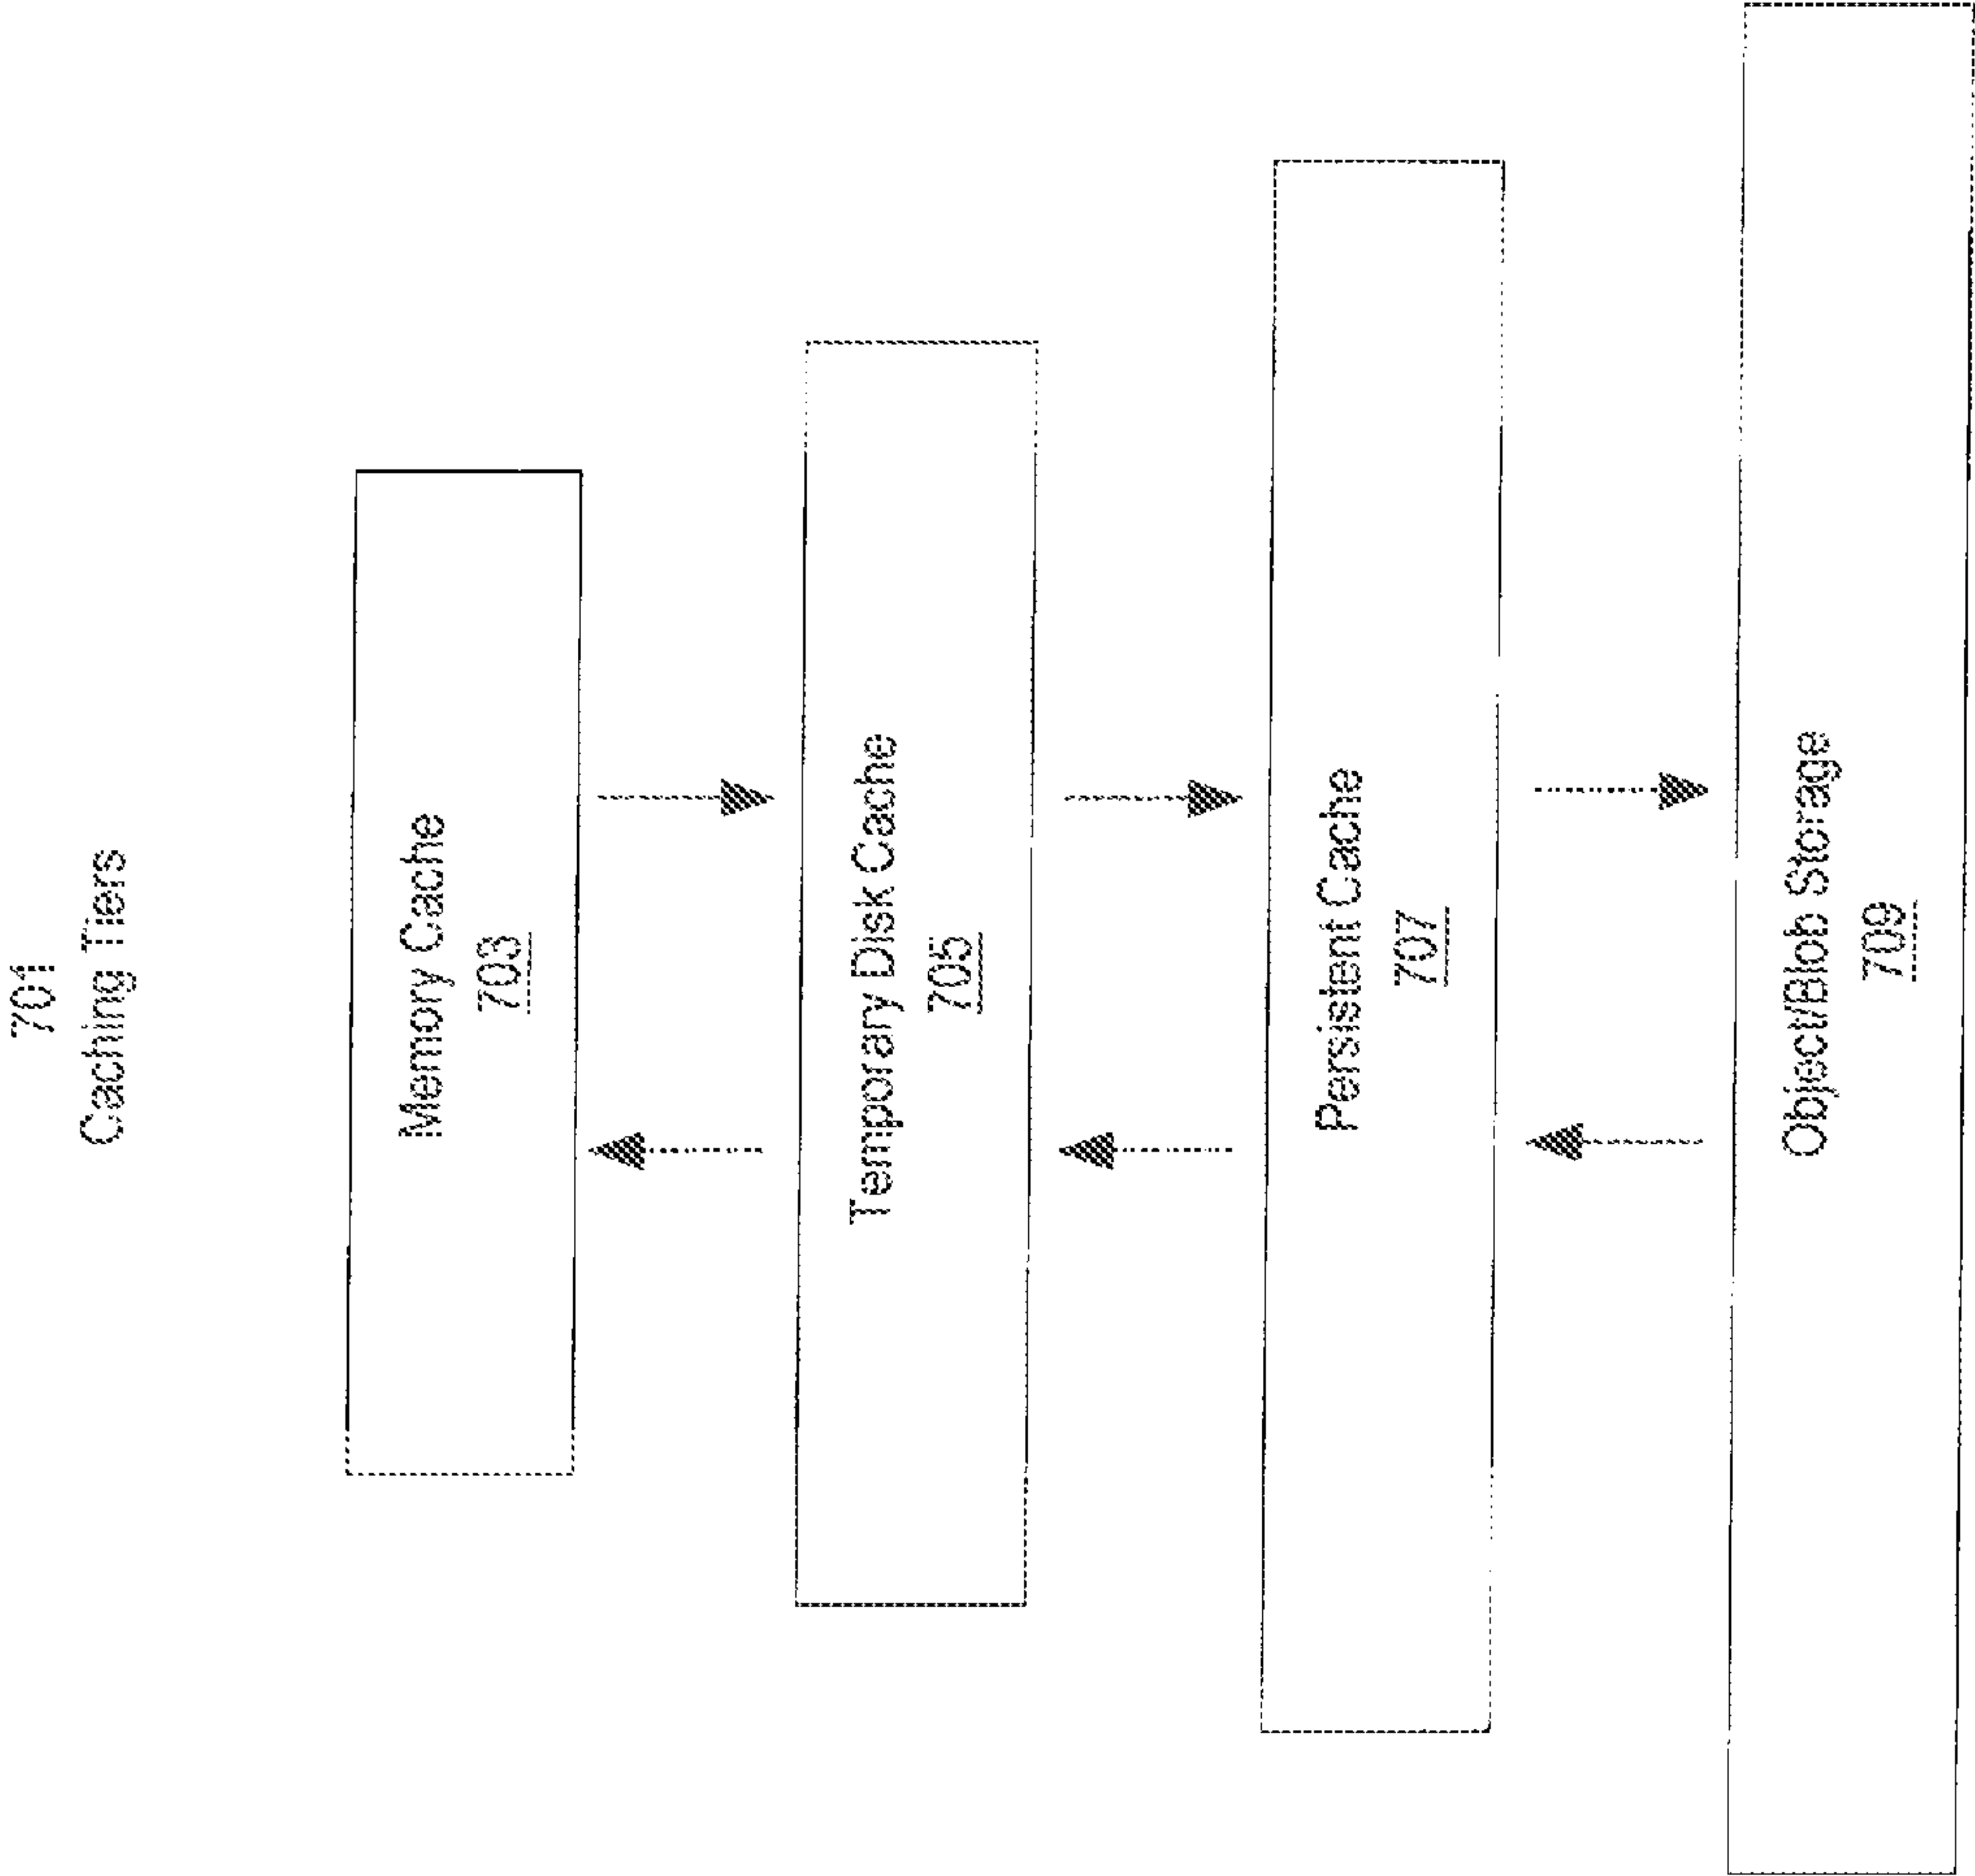 701
Caching Tiers
Memory Cache
703
Temporary Disk Cache
705
Persistent Cache
707
Object/Blob Storage
709